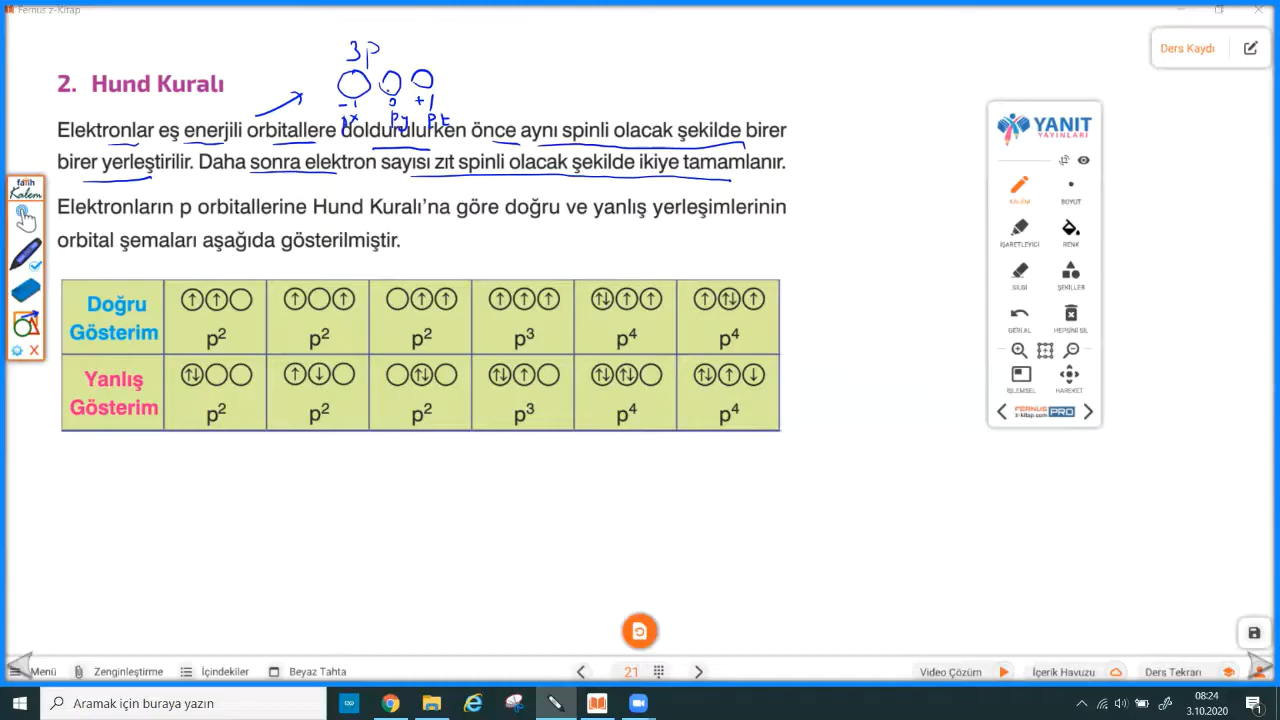 Fernus z-Kitap
Ders Kaydı
3p
2. Hund Kuralı
-1 0 +1
px py pz
Elektronlar eş enerjili orbitallere doldurulurken önce aynı spinli olacak şekilde birer
birer yerleştirilir. Daha sonra elektron sayısı zıt spinli olacak şekilde ikiye tamamlanır.
Elektronların p orbitallerine Hund Kuralı'na göre doğru ve yanlış yerleşimlerinin
orbital şemaları aşağıda gösterilmiştir.
Doğru
Gösterim
p² p² p² p³ p⁴ p⁴
Yanlış
Gösterim
p² p² p² p³ p⁴ p⁴
fatih
Kalem
YANIT
YAYINLARI
KALEM BOYUT
İŞARETLEYİCİ RENK
SİLGİ ŞEKİLLER
GERİ AL HEPSİNİ SİL
İŞLEMSEL HAREKET
FERNUS PRO
z-kitap.com
Menü Zenginleştirme İçindekiler Beyaz Tahta 21 Video Çözüm İçerik Havuzu Ders Tekrarı
Aramak için buraya yazın
08:24
3.10.2020
1